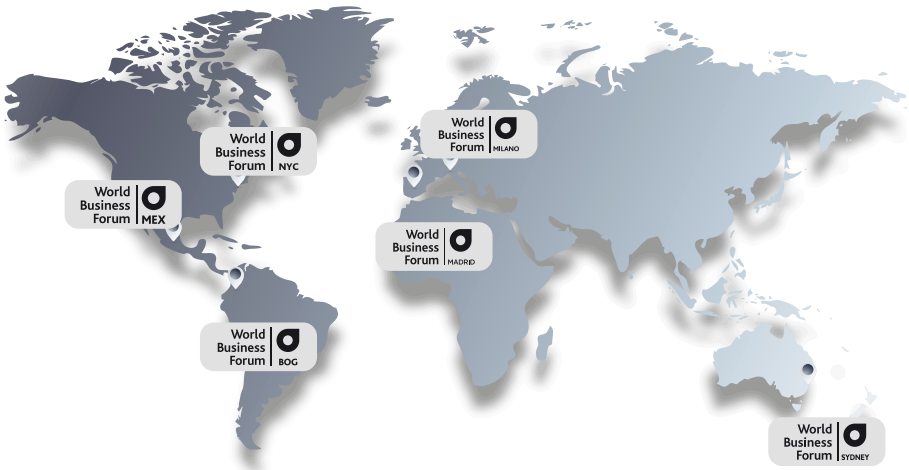 World
Business
Forum
MILANO
World
Business
Forum
NYC
World
Business
Forum
MEX
World
Business
Forum
MADRID
World
Business
Forum
BOG
World
Business
Forum
SYDNEY